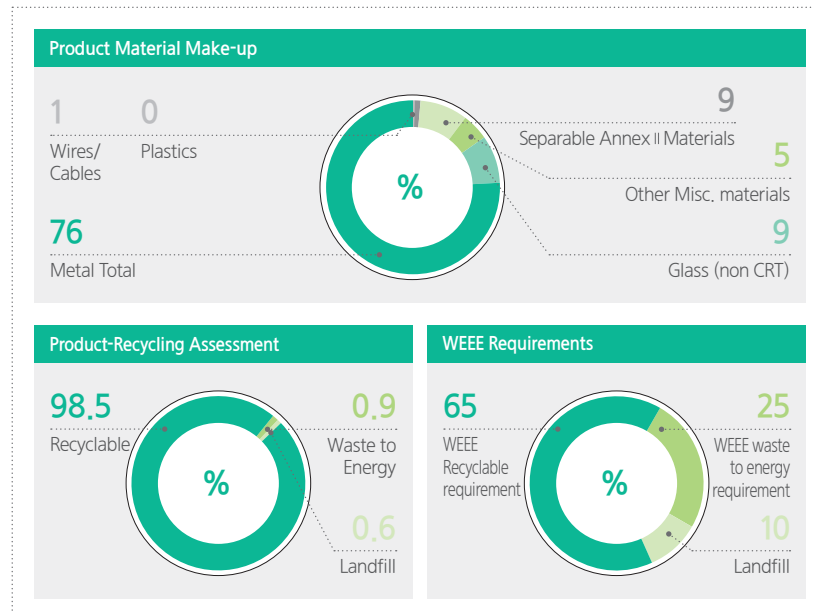 Product Material Make-up
1
Wires/
Cables
0
Plastics
76
Metal Total
%
9
Separable Annex II Materials
5
Other Misc. materials
9
Glass (non CRT)
Product-Recycling Assessment
98.5
Recyclable
%
0.9
Waste to
Energy
0.6
Landfill
WEEE Requirements
65
WEEE
Recyclable
requirement
%
25
WEEE waste
to energy
requirement
10
Landfill